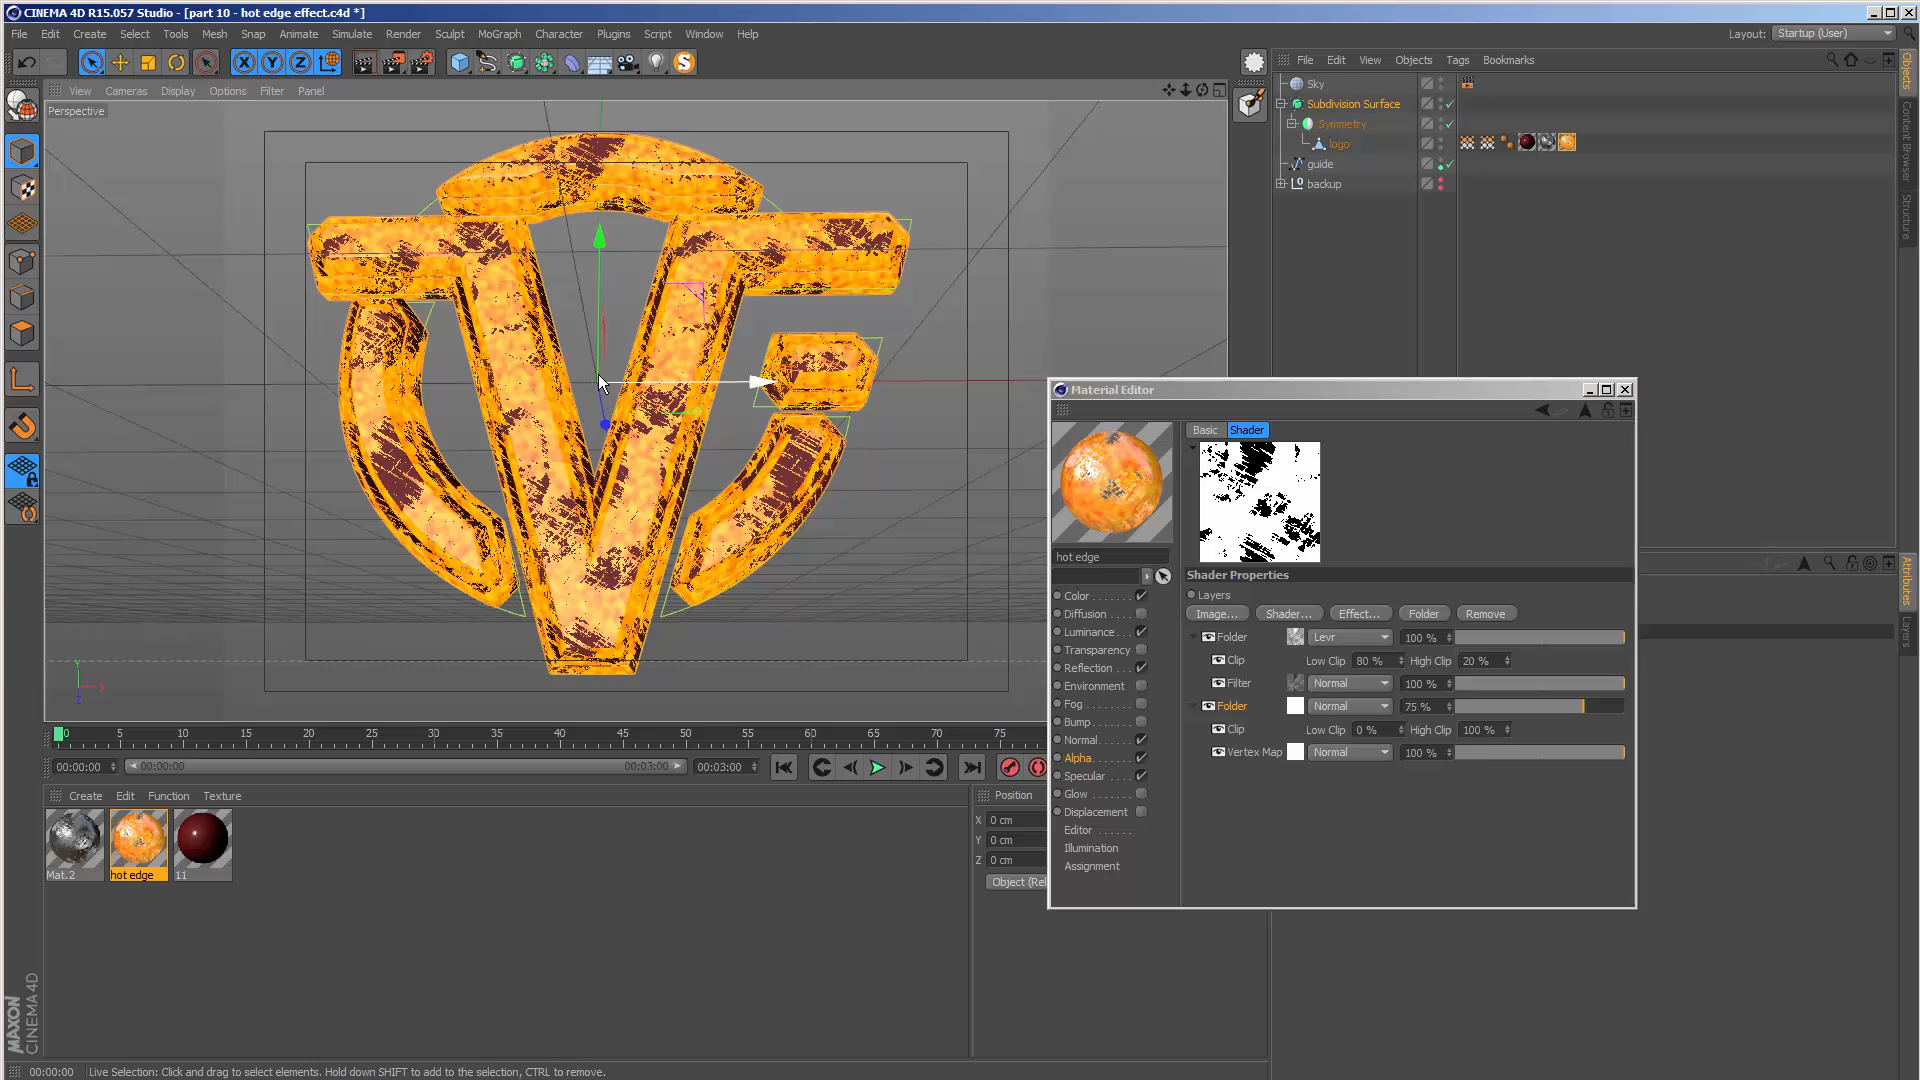 CINEMA 4D R15.057 Studio - [part 10 - hot edge effect.c4d *]
File Edit Create Select Tools Mesh Snap Animate Simulate Render Sculpt MoGraph Character Plugins Script Window Help
Layout: Startup (User)
X Y Z S
File Edit View Objects Tags Bookmarks
View Cameras Display Options Filter Panel
Perspective
Sky
Subdivision Surface
Symmetry
logo
guide
L0 backup
Objects
Content Browser
Structure
Attributes
Layers
Material Editor
Basic Shader
hot edge
Shader Properties
Layers
Image... Shader... Effect... Folder Remove
Color
Diffusion
Luminance
Transparency
Reflection
Environment
Fog
Bump
Normal
Alpha
Specular
Glow
Displacement
Editor
Illumination
Assignment
Folder Levr 100 %
Clip Low Clip 80 % High Clip 20 %
Filter Normal 100 %
Folder Normal 75 %
Clip Low Clip 0 % High Clip 100 %
Vertex Map Normal 100 %
Y X Z
0 5 10 15 20 25 30 35 40 45 50 55 60 65 70 75
00:00:00 00:00:00 00:03:00 00:03:00
Create Edit Function Texture
Mat.2 hot edge 11
Position
X 0 cm
Y 0 cm
Z 0 cm
Object (Rel
MAXON
CINEMA 4D
00:00:00 Live Selection: Click and drag to select elements. Hold down SHIFT to add to the selection, CTRL to remove.